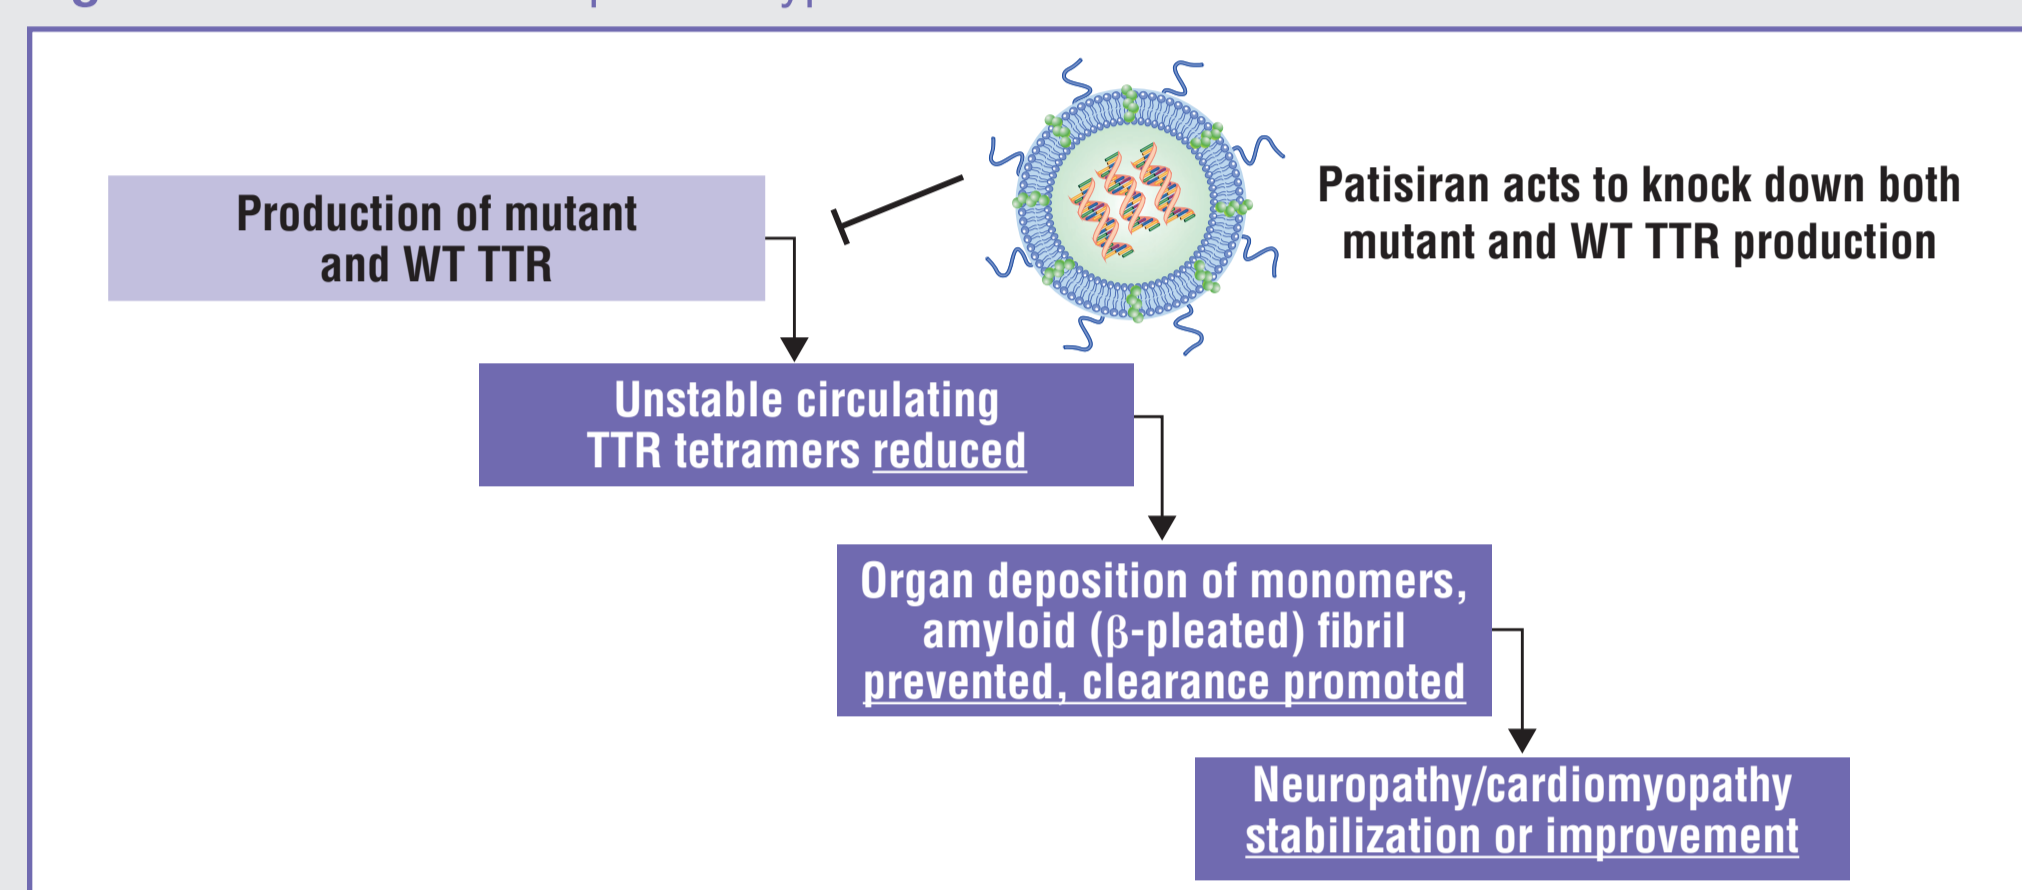 Production of mutant
and WT TTR
Patisiran acts to knock down both
mutant and WT TTR production
Unstable circulating
TTR tetramers reduced
Organ deposition of monomers,
amyloid (β-pleated) fibril
prevented, clearance promoted
Neuropathy/cardiomyopathy
stabilization or improvement